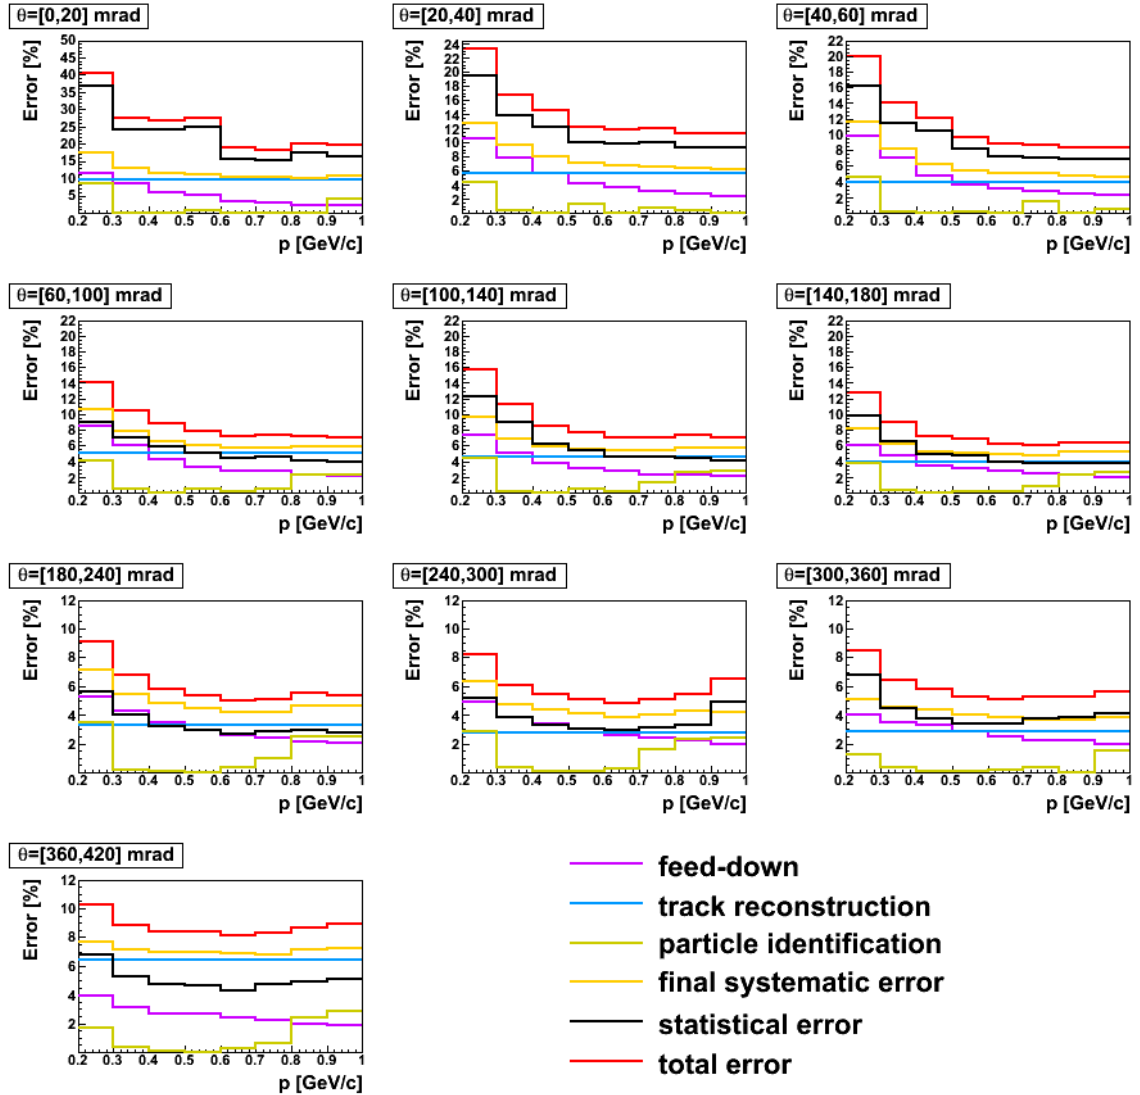 θ=[0,20] mrad
Error [%]
50
45
40
35
30
25
20
15
10
5
0.2 0.3 0.4 0.5 0.6 0.7 0.8 0.9 1
p [GeV/c]
θ=[20,40] mrad
Error [%]
24
22
20
18
16
14
12
10
8
6
4
2
0.2 0.3 0.4 0.5 0.6 0.7 0.8 0.9 1
p [GeV/c]
θ=[40,60] mrad
Error [%]
22
20
18
16
14
12
10
8
6
4
2
0.2 0.3 0.4 0.5 0.6 0.7 0.8 0.9 1
p [GeV/c]
θ=[60,100] mrad
Error [%]
22
20
18
16
14
12
10
8
6
4
2
0.2 0.3 0.4 0.5 0.6 0.7 0.8 0.9 1
p [GeV/c]
θ=[100,140] mrad
Error [%]
22
20
18
16
14
12
10
8
6
4
2
0.2 0.3 0.4 0.5 0.6 0.7 0.8 0.9 1
p [GeV/c]
θ=[140,180] mrad
Error [%]
22
20
18
16
14
12
10
8
6
4
2
0.2 0.3 0.4 0.5 0.6 0.7 0.8 0.9 1
p [GeV/c]
θ=[180,240] mrad
Error [%]
12
10
8
6
4
2
0.2 0.3 0.4 0.5 0.6 0.7 0.8 0.9 1
p [GeV/c]
θ=[240,300] mrad
Error [%]
12
10
8
6
4
2
0.2 0.3 0.4 0.5 0.6 0.7 0.8 0.9 1
p [GeV/c]
θ=[300,360] mrad
Error [%]
12
10
8
6
4
2
0.2 0.3 0.4 0.5 0.6 0.7 0.8 0.9 1
p [GeV/c]
θ=[360,420] mrad
Error [%]
12
10
8
6
4
2
0.2 0.3 0.4 0.5 0.6 0.7 0.8 0.9 1
p [GeV/c]
feed-down
track reconstruction
particle identification
final systematic error
statistical error
total error